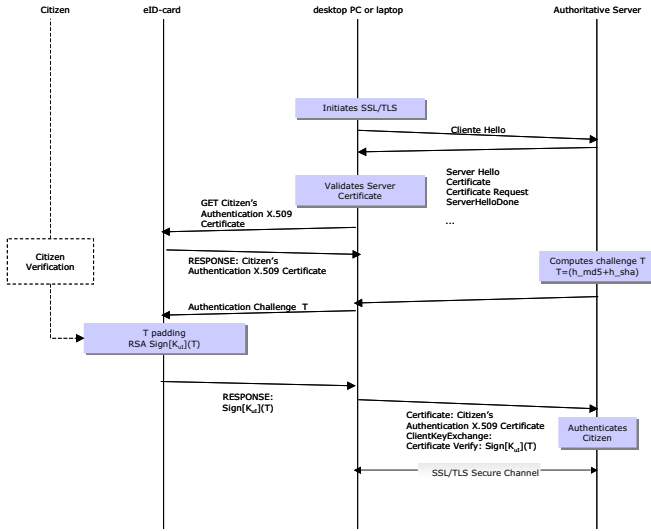 Citizen
eID-card
desktop PC or laptop
Authoritative Server
Initiates SSL/TLS
Cliente Hello
Validates Server
Certificate
Server Hello
Certificate
Certificate Request
ServerHelloDone
...
GET Citizen's
Authentication X.509
Certificate
Citizen
Verification
RESPONSE: Citizen's
Authentication X.509 Certificate
Computes challenge T
T=(h_md5+h_sha)
Authentication Challenge T
T padding
RSA Sign[Kut](T)
RESPONSE:
Sign[Kut](T)
Certificate: Citizen's
Authentication X.509 Certificate
ClientKeyExchange:
Certificate Verify: Sign[Kut](T)
Authenticates
Citizen
SSL/TLS Secure Channel